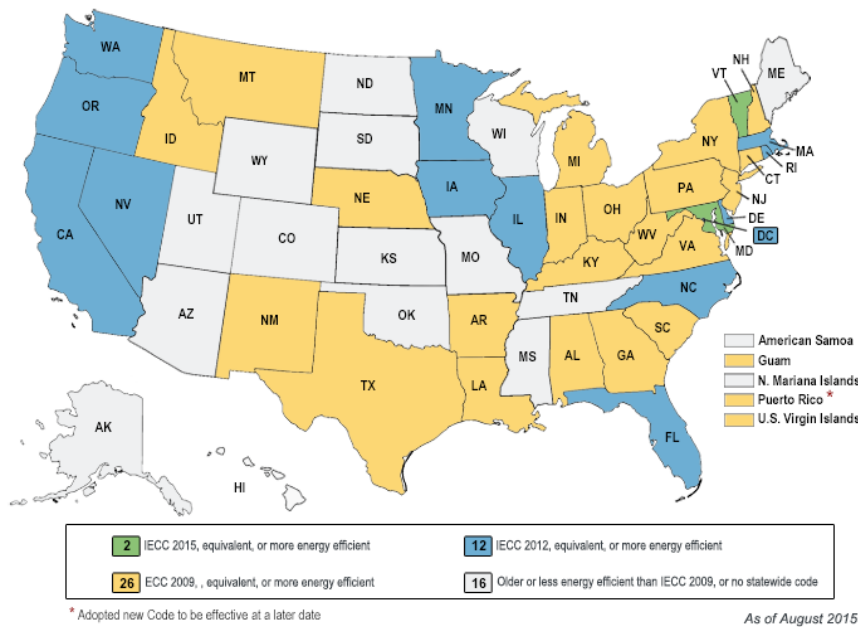 WA
MT
ND
MN
VT
NH
ME
OR
ID
SD
WI
NY
MA
WY
MI
RI
CT
NE
IA
PA
NJ
NV
UT
IL
IN
OH
DE
CA
CO
WV
DC
MD
KS
MO
VA
KY
NC
AZ
NM
OK
TN
AR
SC
MS
AL
GA
TX
LA
FL
AK
HI
American Samoa
Guam
N. Mariana Islands
Puerto Rico *
U.S. Virgin Islands
2 IECC 2015, equivalent, or more energy efficient
12 IECC 2012, equivalent, or more energy efficient
26 ECC 2009, , equivalent, or more energy efficient
16 Older or less energy efficient than IECC 2009, or no statewide code
* Adopted new Code to be effective at a later date
As of August 2015